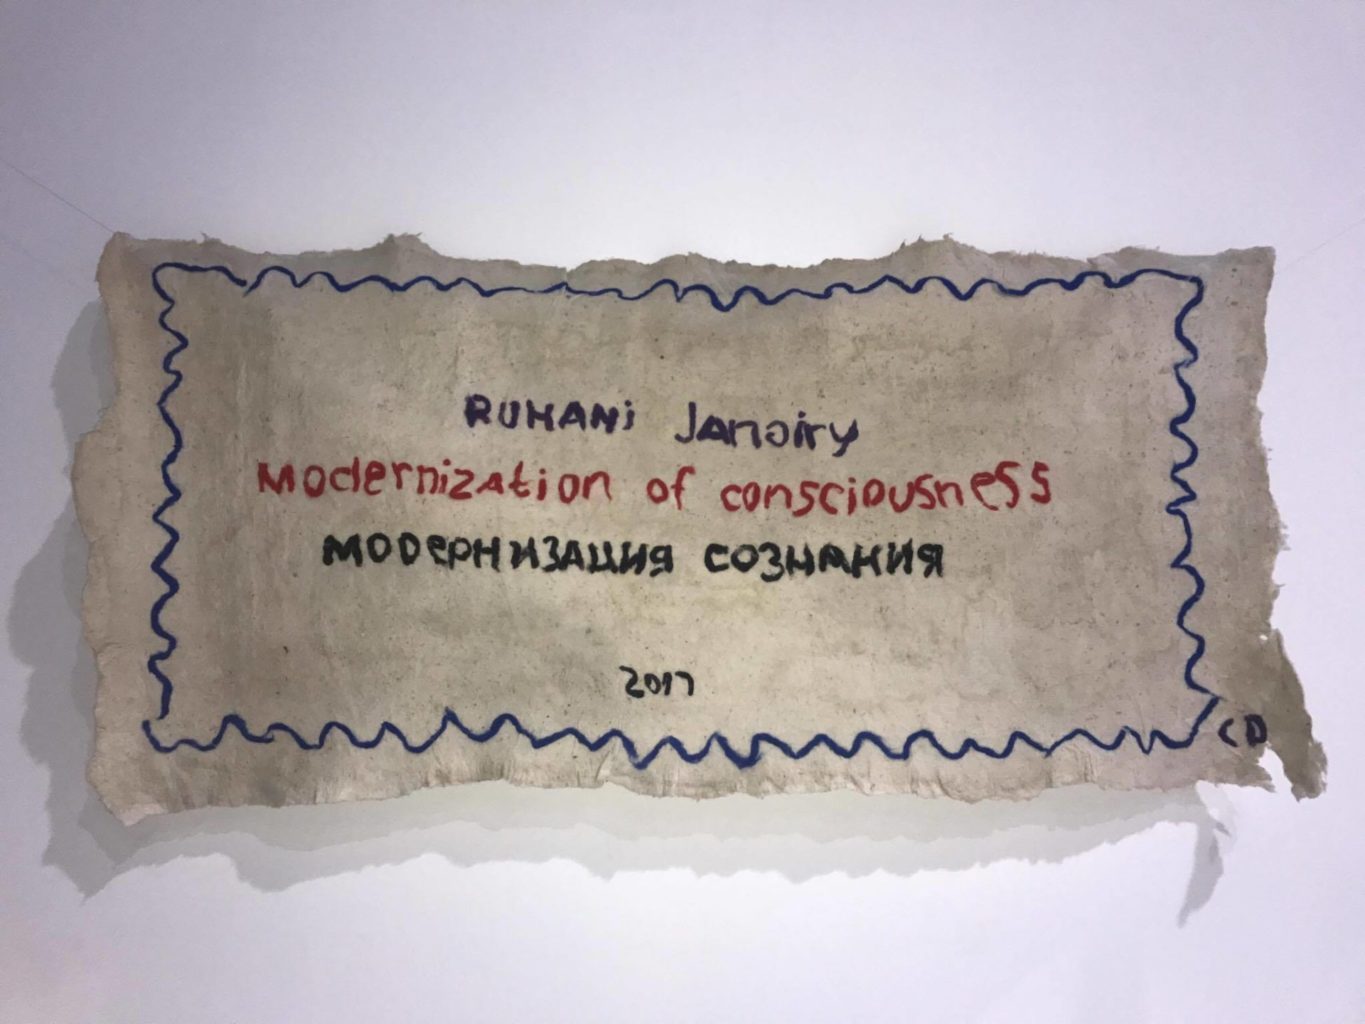 RUHANi Janoiry
Modernization of consciousness
модернизация сознания
2017
CD